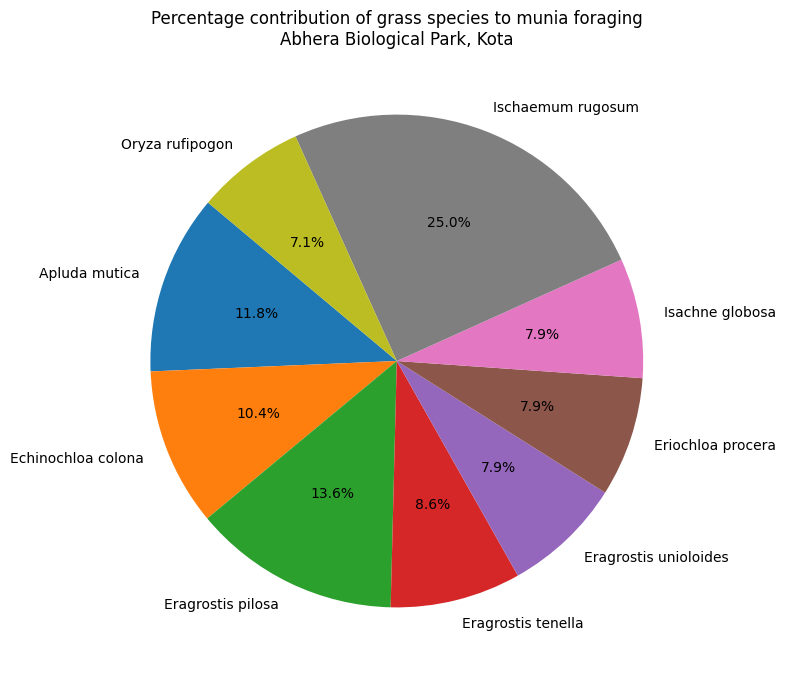 Percentage contribution of grass species to munia foraging
Abhera Biological Park, Kota
Ischaemum rugosum
Oryza rufipogon
25.0%
7.1%
Apluda mutica
11.8%
Isachne globosa
7.9%
7.9%
10.4%
Eriochloa procera
Echinochloa colona
7.9%
13.6%
8.6%
Eragrostis unioloides
Eragrostis pilosa
Eragrostis tenella